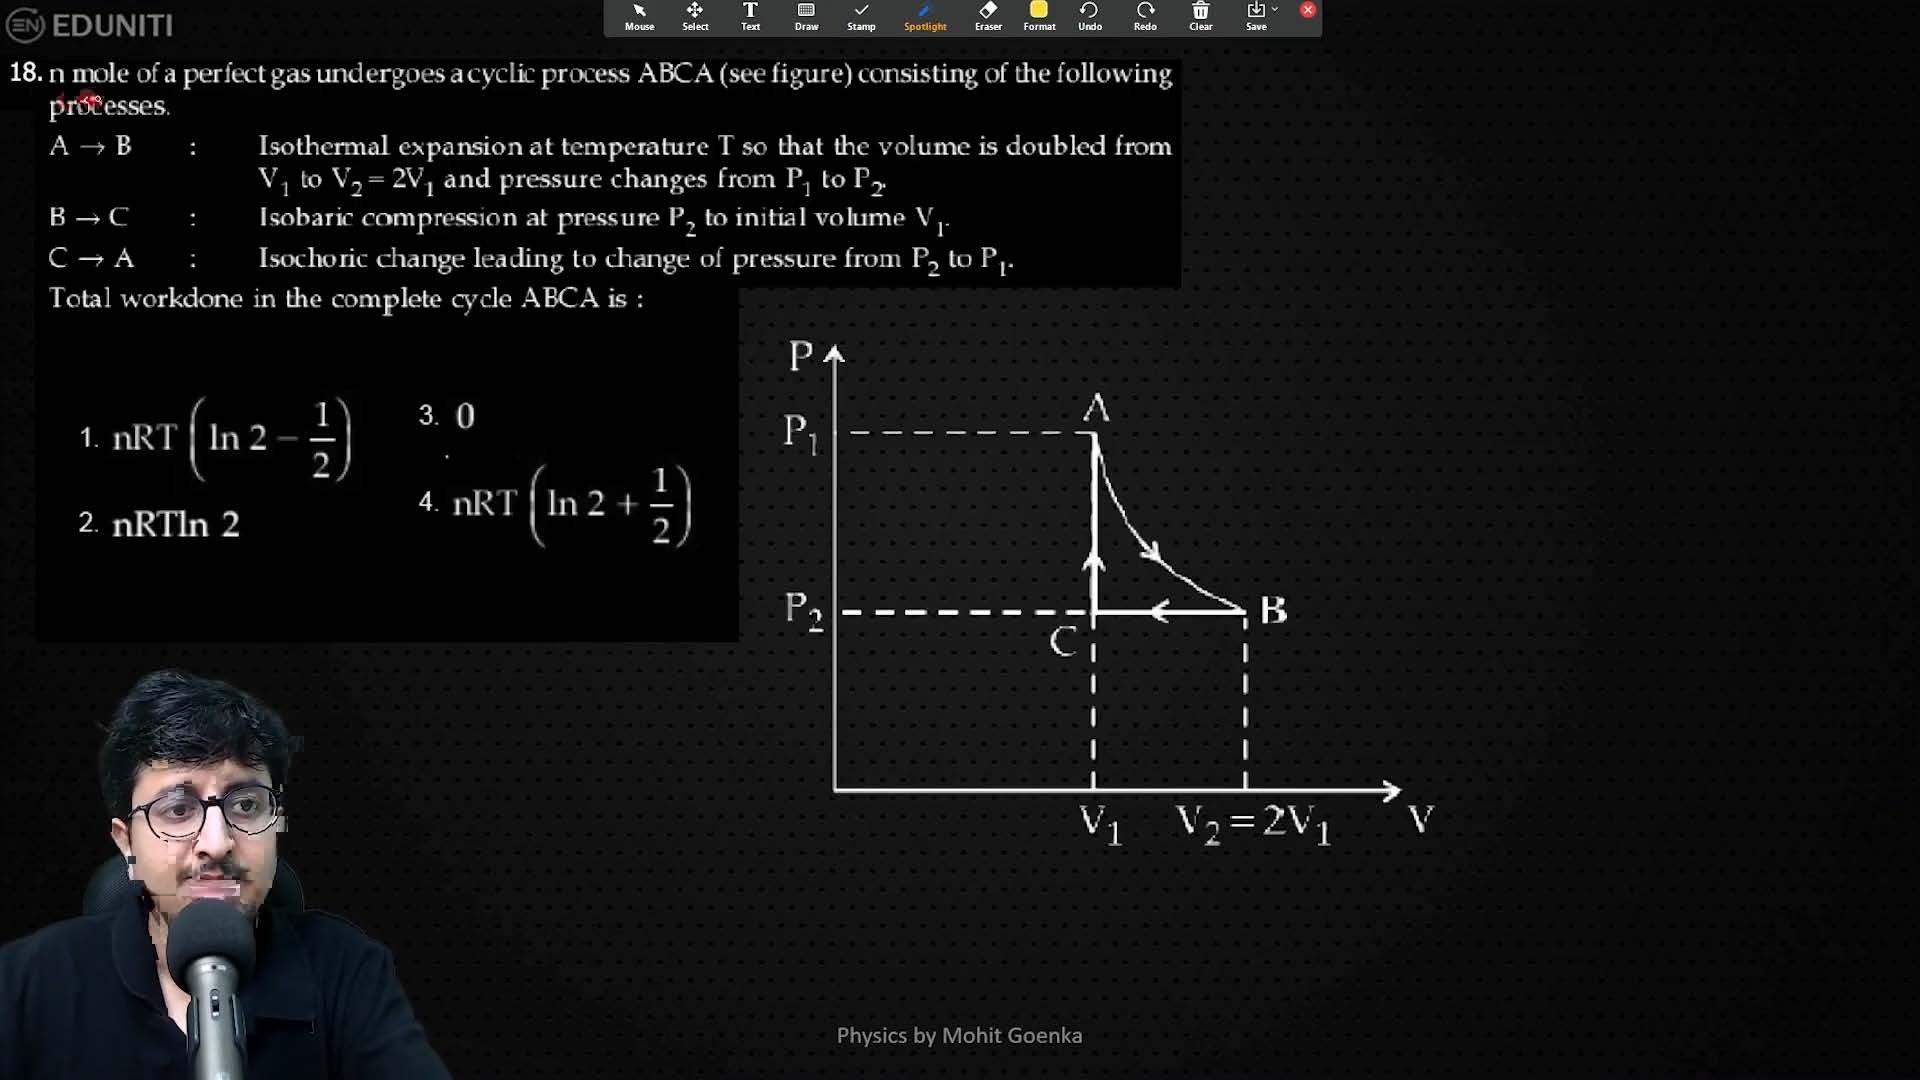 EN EDUNITI
Mouse Select Text Draw Stamp Spotlight Eraser Format Undo Redo Clear Save
18. n mole of a perfect gas undergoes a cyclic process ABCA (see figure) consisting of the following
processes.
A → B : Isothermal expansion at temperature T so that the volume is doubled from
V₁ to V₂ = 2V₁ and pressure changes from P₁ to P₂.
B → C : Isobaric compression at pressure P₂ to initial volume V₁.
C → A : Isochoric change leading to change of pressure from P₂ to P₁.
Total workdone in the complete cycle ABCA is :
1. nRT (ln 2 − 1/2)
2. nRTln 2
3. 0
4. nRT (ln 2 + 1/2)
P
A
P₁
P₂
B
C
V₁ V₂ = 2V₁ V
Physics by Mohit Goenka